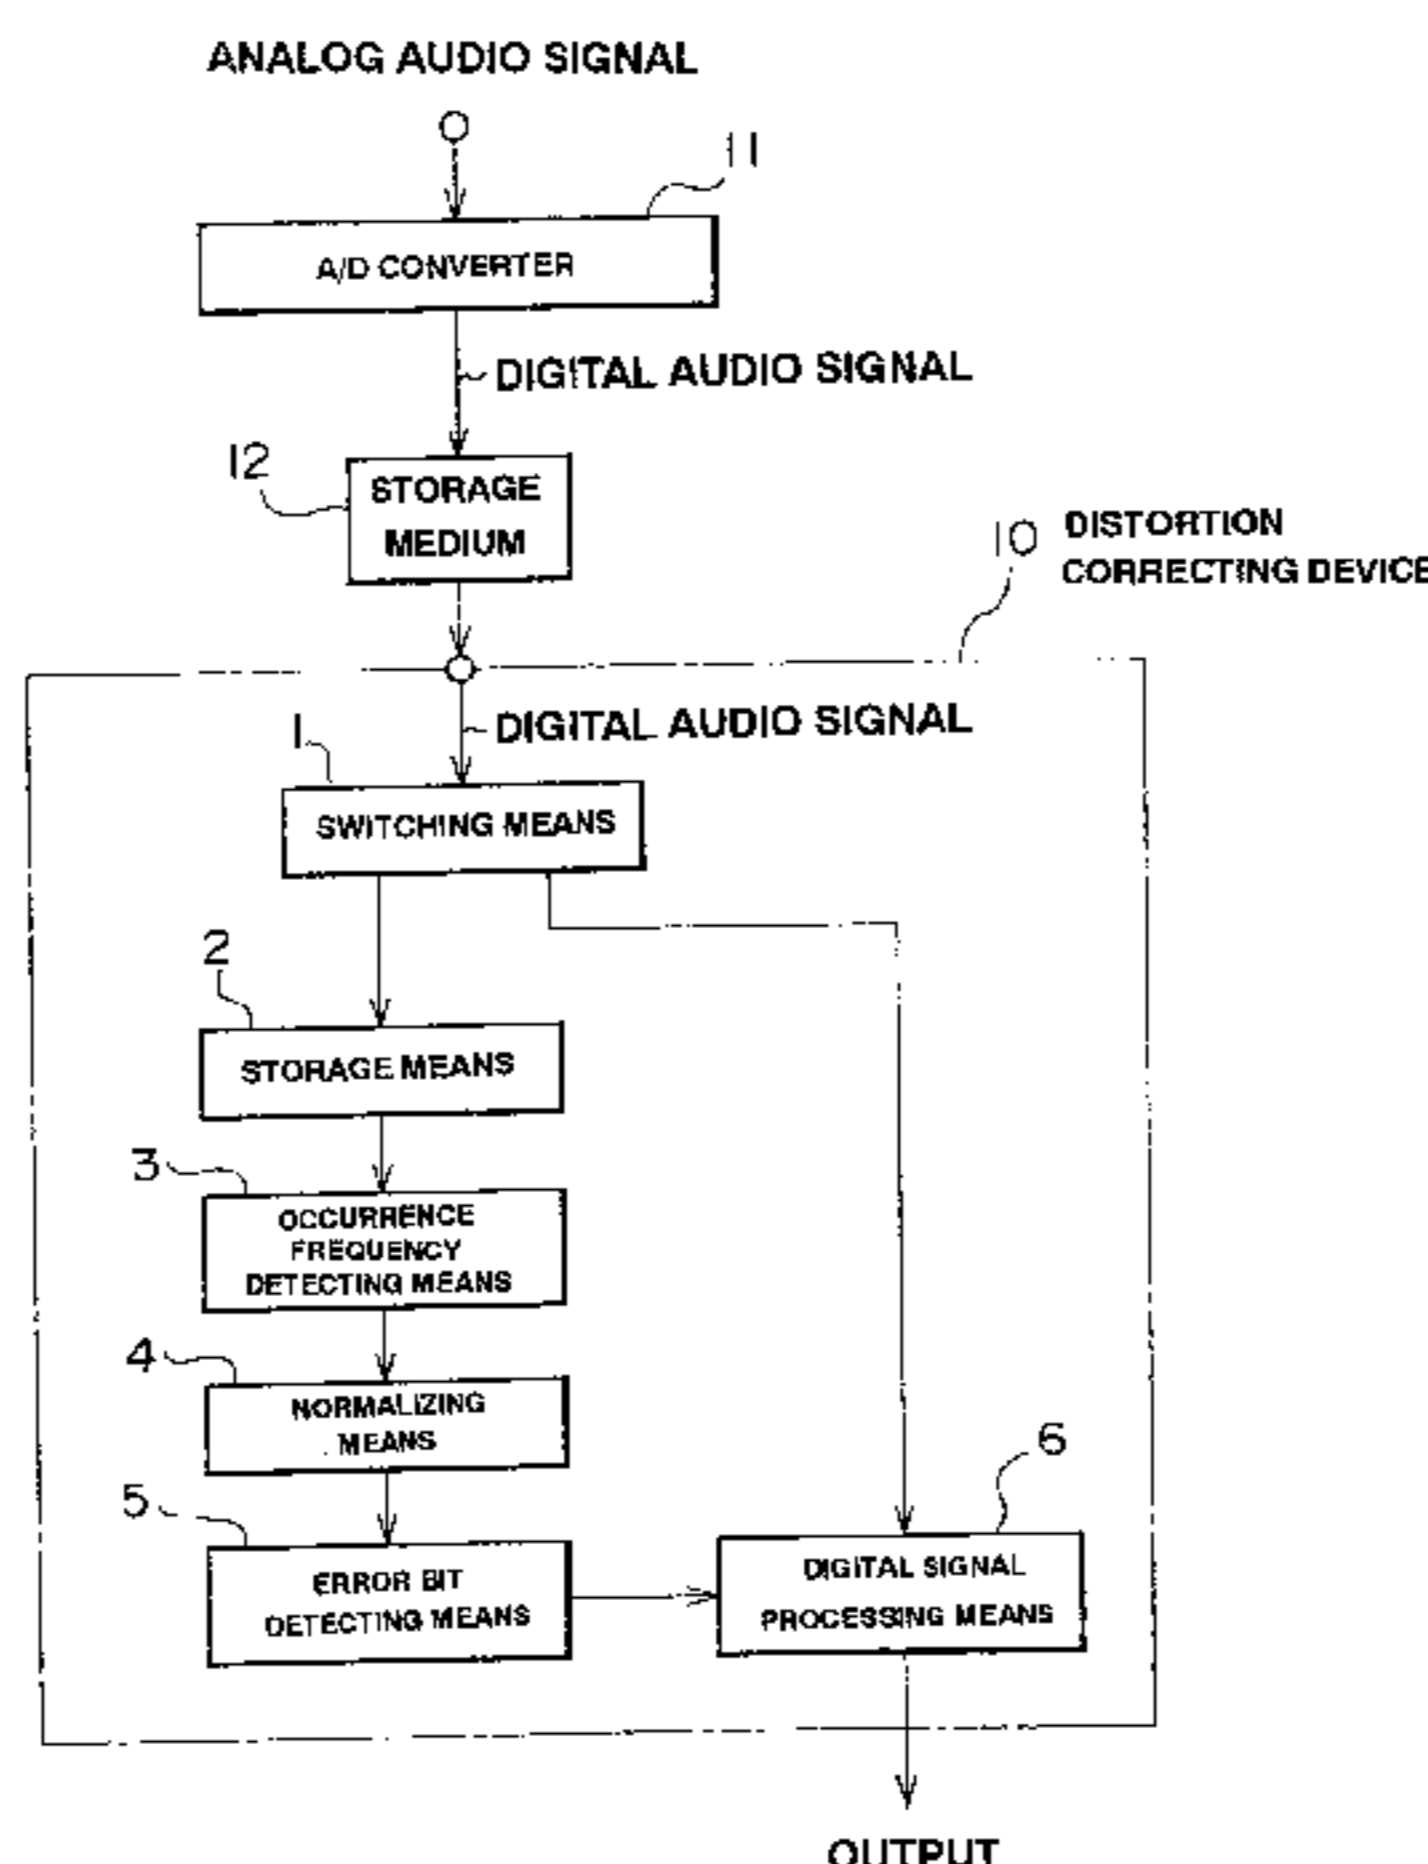 ANALOG AUDIO SIGNAL
11
A/D CONVERTER
DIGITAL AUDIO SIGNAL
12
STORAGE
MEDIUM
10
DISTORTION
CORRECTING DEVICE
DIGITAL AUDIO SIGNAL
1
SWITCHING MEANS
2
STORAGE MEANS
3
OCCURRENCE
FREQUENCY
DETECTING MEANS
4
NORMALIZING
MEANS
5
ERROR BIT
DETECTING MEANS
6
DIGITAL SIGNAL
PROCESSING MEANS
OUTPUT